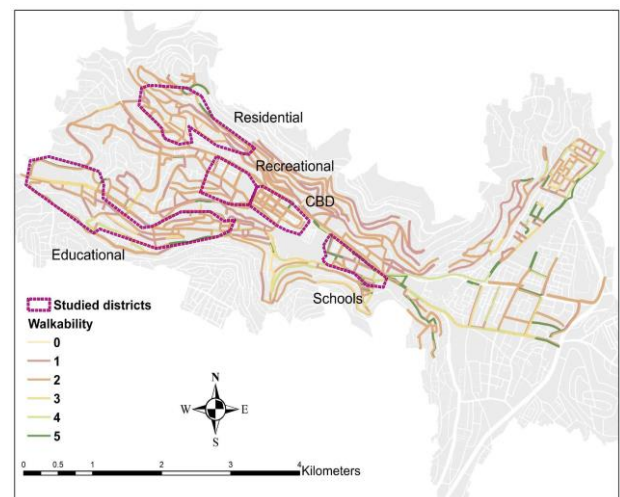 Residential
Recreational
CBD
Educational
Schools
Studied districts
Walkability
0
1
2
3
4
5
N
W E
S
0 0.5 1 2 3 4 Kilometers